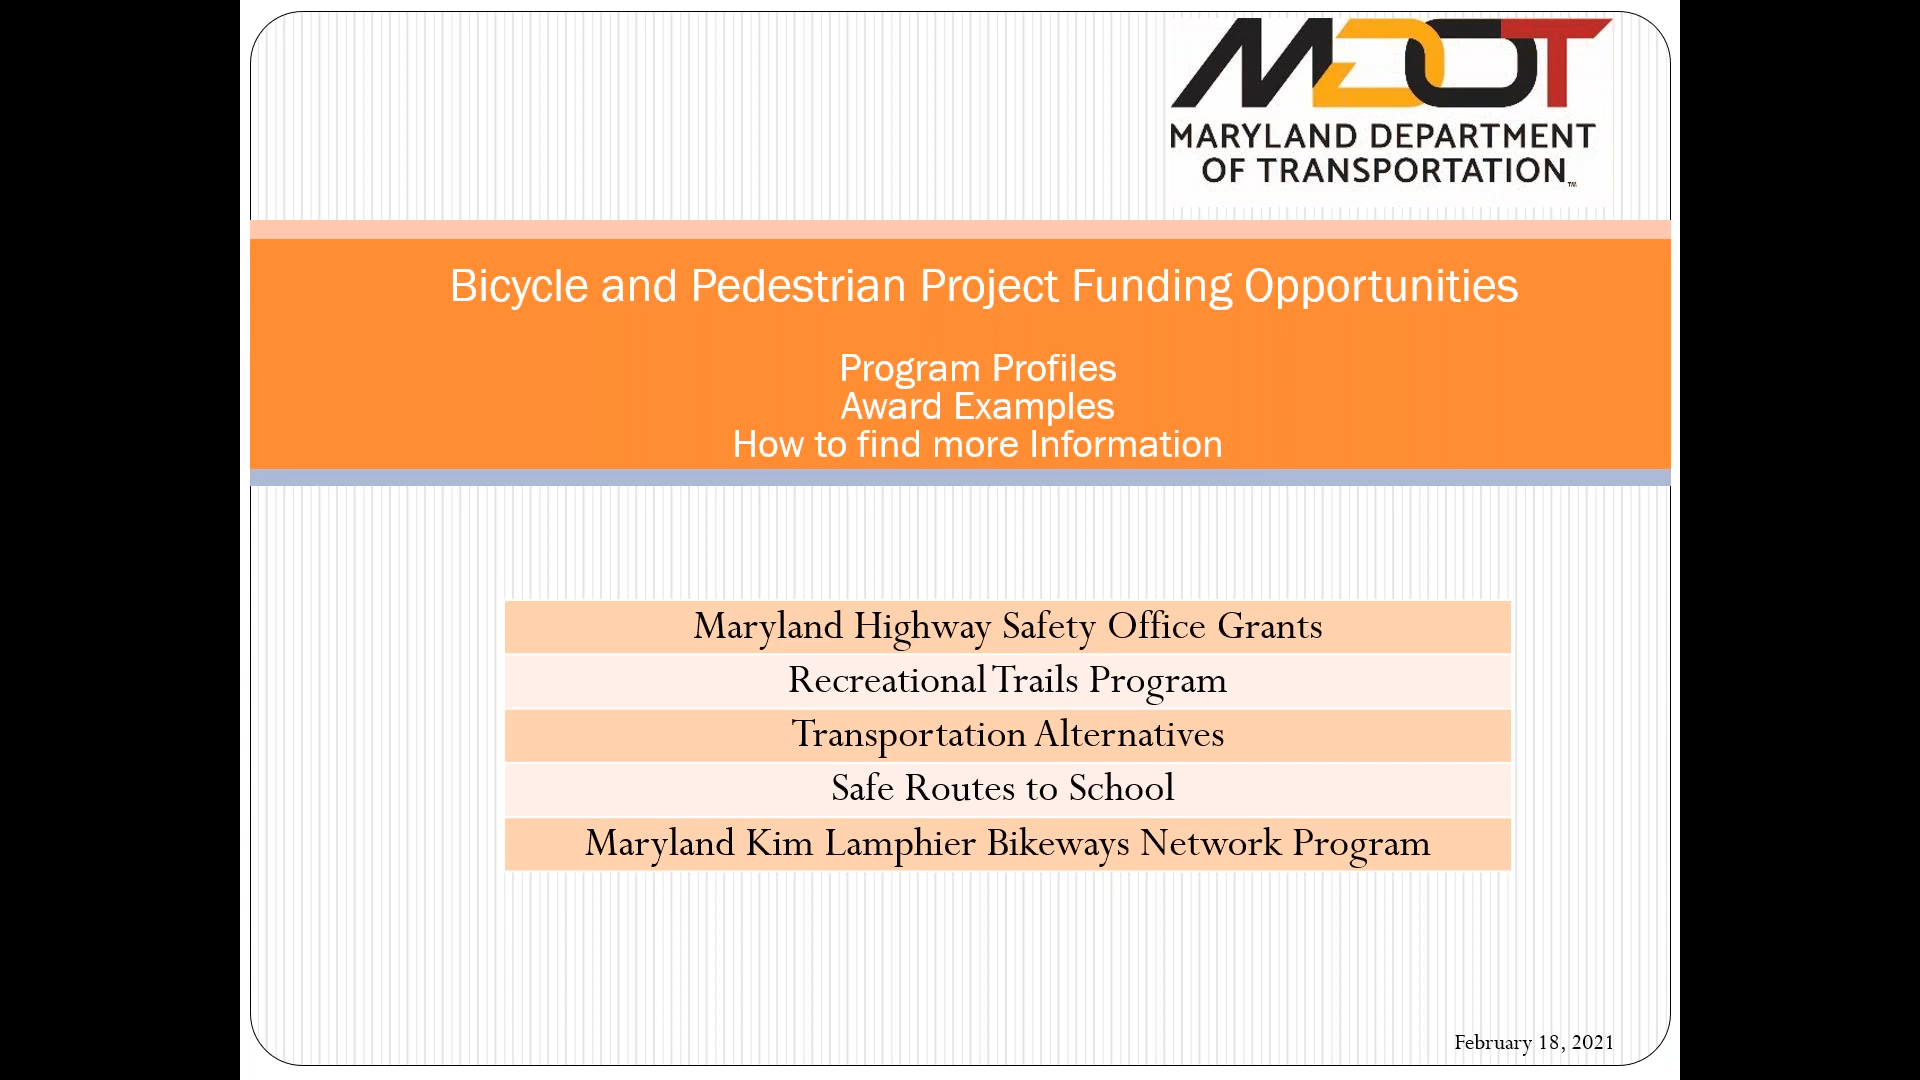 MDOT
MARYLAND DEPARTMENT
OF TRANSPORTATION™
Bicycle and Pedestrian Project Funding Opportunities
Program Profiles
Award Examples
How to find more Information
Maryland Highway Safety Office Grants
Recreational Trails Program
Transportation Alternatives
Safe Routes to School
Maryland Kim Lamphier Bikeways Network Program
February 18, 2021